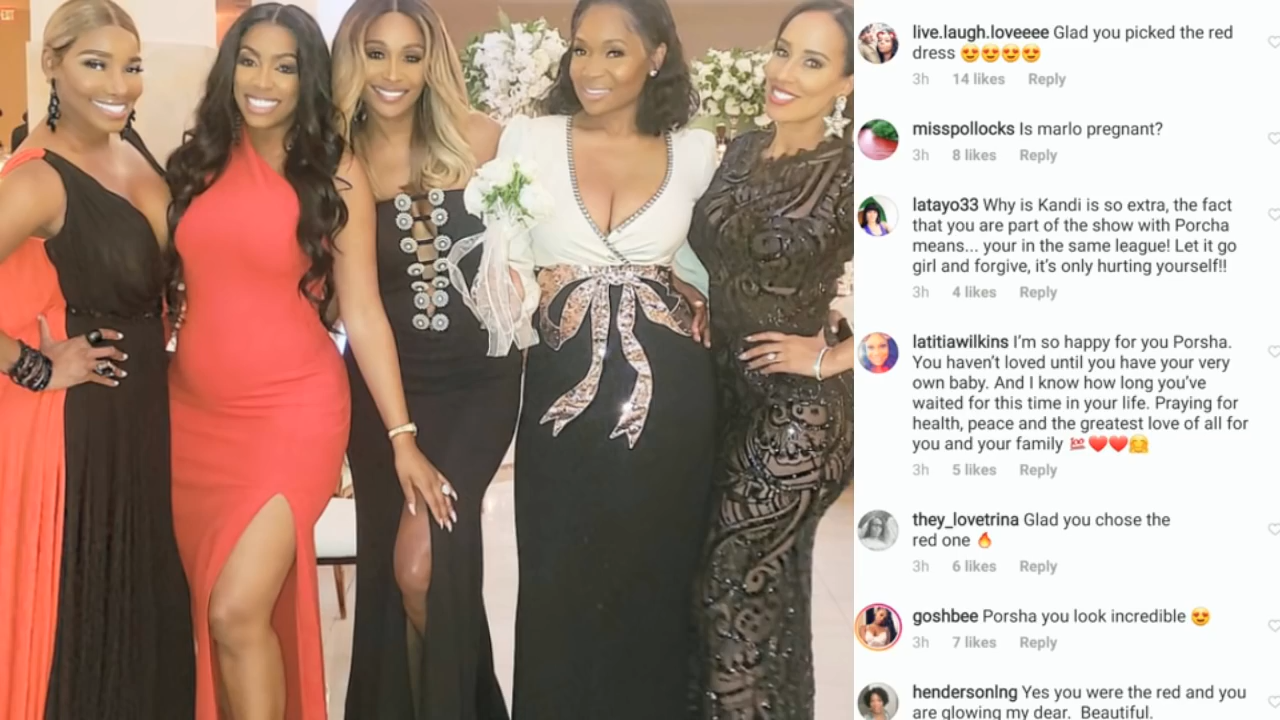 live.laugh.loveeee Glad you picked the red
dress 😍😍😍😍
3h 14 likes Reply
misspollocks Is marlo pregnant?
3h 8 likes Reply
latayo33 Why is Kandi is so extra, the fact
that you are part of the show with Porcha
means... your in the same league! Let it go
girl and forgive, it's only hurting yourself!!
3h 4 likes Reply
latitiawilkins I'm so happy for you Porsha.
You haven't loved until you have your very
own baby. And I know how long you've
waited for this time in your life. Praying for
health, peace and the greatest love of all for
you and your family 💯❤️❤️🤗
3h 5 likes Reply
they_lovetrina Glad you chose the
red one 🔥
3h 6 likes Reply
goshbee Porsha you look incredible 😍
3h 7 likes Reply
hendersonlng Yes you were the red and you
are glowing my dear. Beautiful.